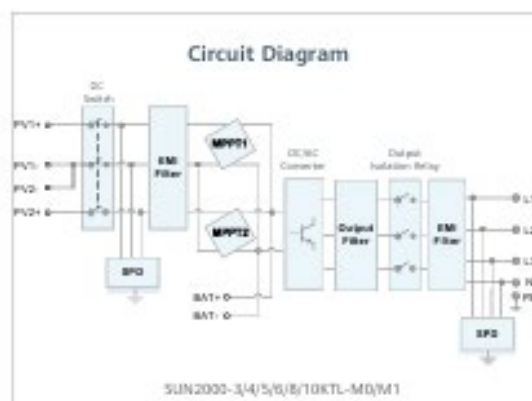 Circuit Diagram
DC
Switch
PV1+
PV1-
PV2-
PV2+
EMI
Filter
MPPT1
MPPT2
SPD
BAT+
BAT-
DC/AC
Converter
Output
Filter
Output
Isolation Relay
EMI
Filter
L1
L2
L3
N
PE
SPD
SUN2000-3/4/5/6/8/10KTL-M0/M1